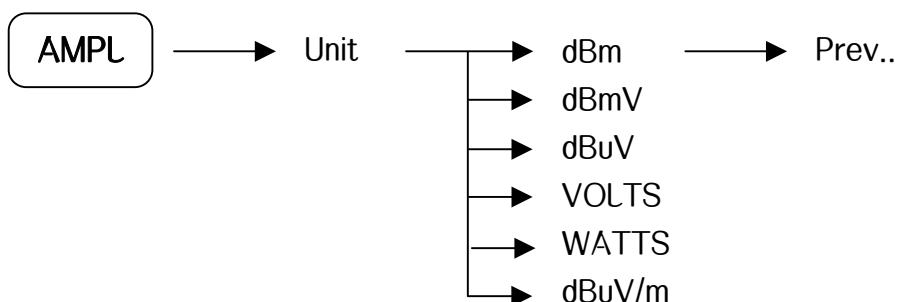 AMPL Unit dBm Prev..
dBmV
dBuV
VOLTS
WATTS
dBuV/m